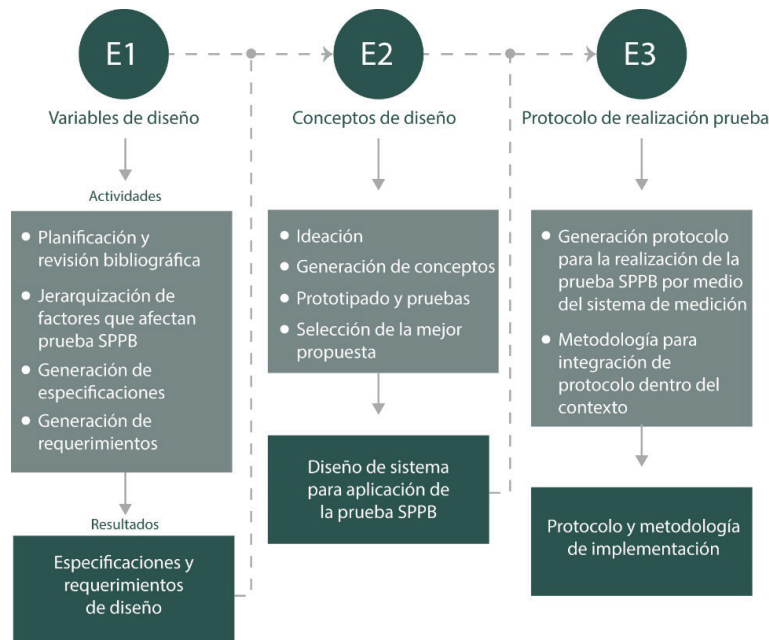 E1
Variables de diseño
Actividades
Planificación y
revisión bibliográfica
Jerarquización de
factores que afectan
prueba SPPB
Generación de
especificaciones
Generación de
requerimientos
Resultados
Especificaciones y
requerimientos
de diseño
E2
Conceptos de diseño
Ideación
Generación de conceptos
Prototipado y pruebas
Selección de la mejor
propuesta
Diseño de sistema
para aplicación de
la prueba SPPB
E3
Protocolo de realización prueba
Generación protocolo
para la realización de la
prueba SPPB por medio
del sistema de medición
Metodología para
integración de
protocolo dentro del
contexto
Protocolo y metodología
de implementación